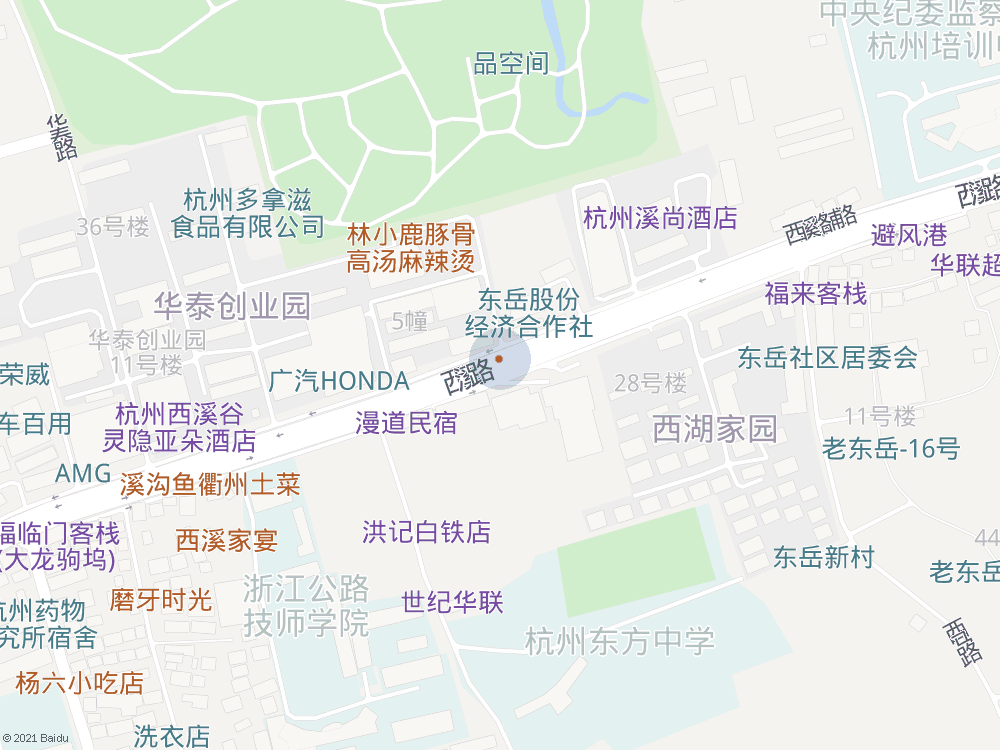 中央纪委监察
杭州培训中
品空间
华泰路
西溪路
杭州多拿滋
食品有限公司
36号楼
林小鹿豚骨
高汤麻辣烫
杭州溪尚酒店
西溪辅路
避风港
华联超
福来客栈
华泰创业园
东岳股份
经济合作社
5幢
华泰创业园
11号楼
荣威
广汽HONDA
西溪路
28号楼
东岳社区居委会
车百用
杭州西溪谷
灵隐亚朵酒店
漫道民宿
西湖家园
11号楼
老东岳-16号
AMG
溪沟鱼衢州土菜
福临门客栈
(大龙驹坞)
西溪家宴
洪记白铁店
44
东岳新村
老东岳
磨牙时光
浙江公路
技师学院
世纪华联
杭州药物
究所宿舍
杭州东方中学
杨六小吃店
洗衣店
© 2021 Baidu